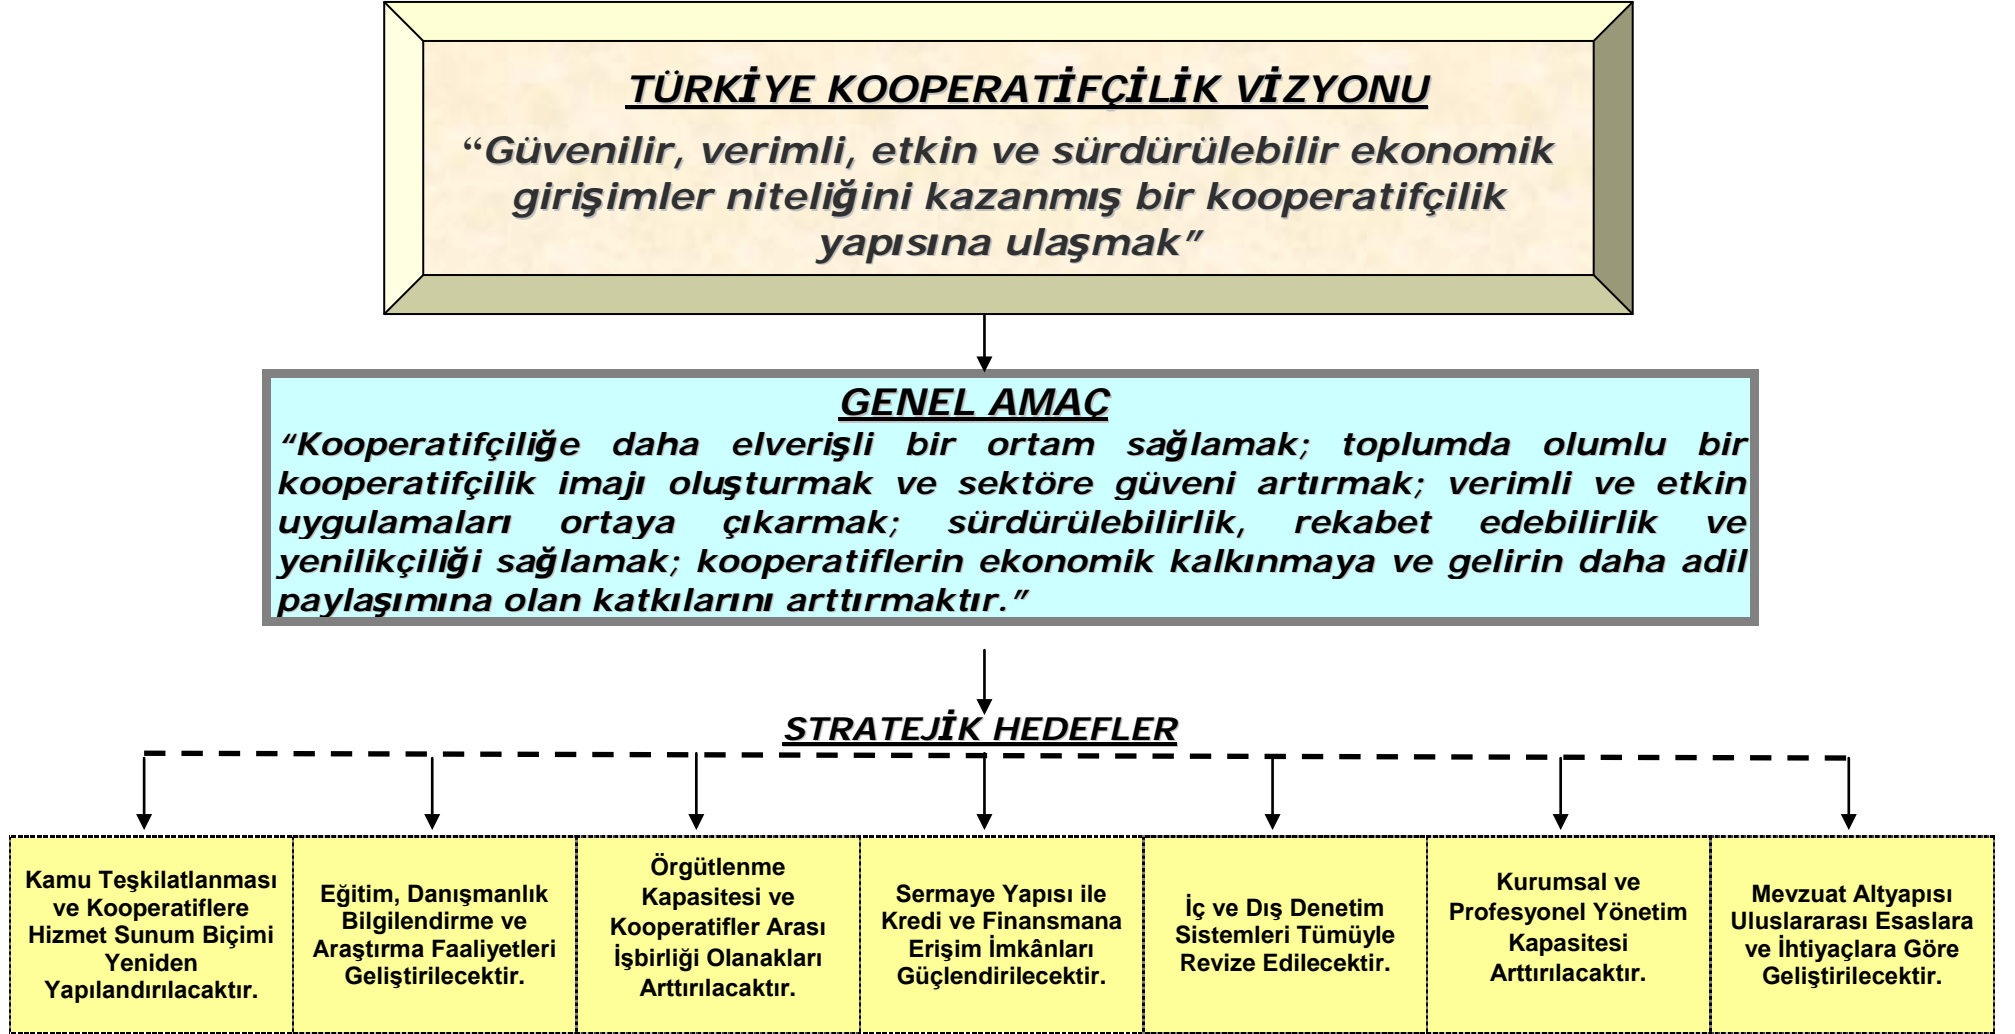 TÜRKİYE KOOPERATİFÇİLİK VİZYONU
“Güvenilir, verimli, etkin ve sürdürülebilir ekonomik
girişimler niteliğini kazanmış bir kooperatifçilik
yapısına ulaşmak”
GENEL AMAÇ
“Kooperatifçiliğe daha elverişli bir ortam sağlamak; toplumda olumlu bir
kooperatifçilik imajı oluşturmak ve sektöre güveni artırmak; verimli ve etkin
uygulamaları ortaya çıkarmak; sürdürülebilirlik, rekabet edebilirlik ve
yenilikçiliği sağlamak; kooperatiflerin ekonomik kalkınmaya ve gelirin daha adil
paylaşımına olan katkılarını arttırmaktır.”
STRATEJİK HEDEFLER
Kamu Teşkilatlanması
ve Kooperatiflere
Hizmet Sunum Biçimi
Yeniden
Yapılandırılacaktır.
Eğitim, Danışmanlık
Bilgilendirme ve
Araştırma Faaliyetleri
Geliştirilecektir.
Örgütlenme
Kapasitesi ve
Kooperatifler Arası
İşbirliği Olanakları
Arttırılacaktır.
Sermaye Yapısı ile
Kredi ve Finansmana
Erişim İmkânları
Güçlendirilecektir.
İç ve Dış Denetim
Sistemleri Tümüyle
Revize Edilecektir.
Kurumsal ve
Profesyonel Yönetim
Kapasitesi
Arttırılacaktır.
Mevzuat Altyapısı
Uluslararası Esaslara
ve İhtiyaçlara Göre
Geliştirilecektir.